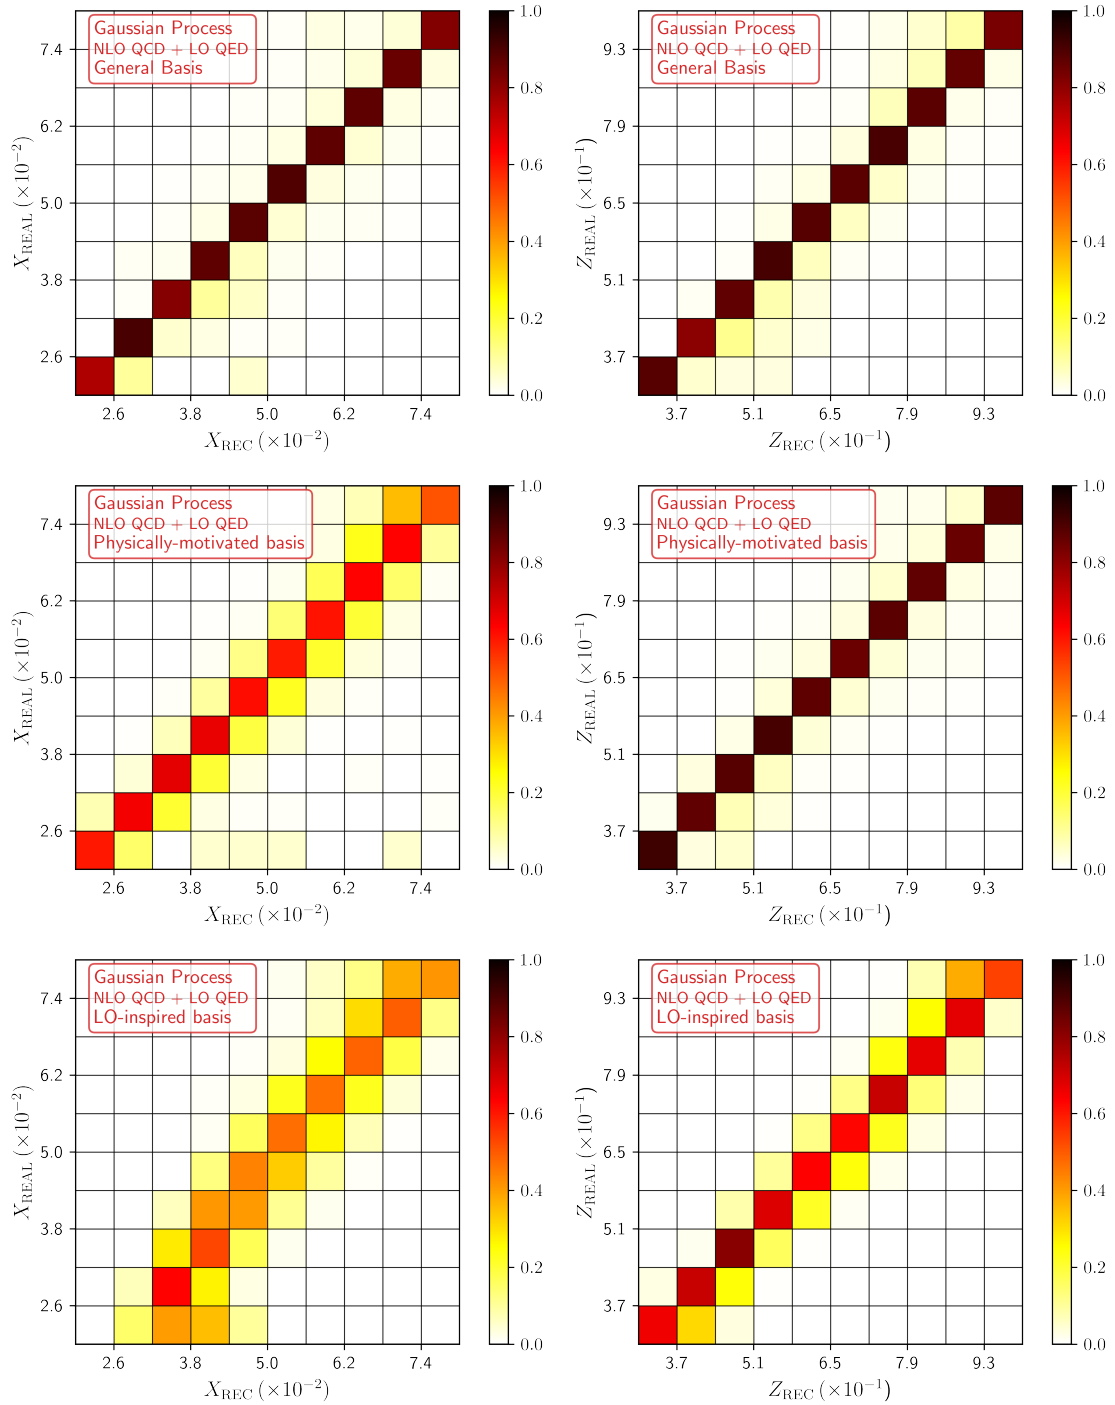 Gaussian Process
NLO QCD + LO QED
General Basis
7.4
6.2
5.0
3.8
2.6
X_REAL (×10⁻²)
2.6 3.8 5.0 6.2 7.4
X_REC (×10⁻²)
1.0
0.8
0.6
0.4
0.2
0.0
Gaussian Process
NLO QCD + LO QED
General Basis
9.3
7.9
6.5
5.1
3.7
Z_REAL (×10⁻¹)
3.7 5.1 6.5 7.9 9.3
Z_REC (×10⁻¹)
1.0
0.8
0.6
0.4
0.2
0.0
Gaussian Process
NLO QCD + LO QED
Physically-motivated basis
7.4
6.2
5.0
3.8
2.6
X_REAL (×10⁻²)
2.6 3.8 5.0 6.2 7.4
X_REC (×10⁻²)
1.0
0.8
0.6
0.4
0.2
0.0
Gaussian Process
NLO QCD + LO QED
Physically-motivated basis
9.3
7.9
6.5
5.1
3.7
Z_REAL (×10⁻¹)
3.7 5.1 6.5 7.9 9.3
Z_REC (×10⁻¹)
1.0
0.8
0.6
0.4
0.2
0.0
Gaussian Process
NLO QCD + LO QED
LO-inspired basis
7.4
6.2
5.0
3.8
2.6
X_REAL (×10⁻²)
2.6 3.8 5.0 6.2 7.4
X_REC (×10⁻²)
1.0
0.8
0.6
0.4
0.2
0.0
Gaussian Process
NLO QCD + LO QED
LO-inspired basis
9.3
7.9
6.5
5.1
3.7
Z_REAL (×10⁻¹)
3.7 5.1 6.5 7.9 9.3
Z_REC (×10⁻¹)
1.0
0.8
0.6
0.4
0.2
0.0